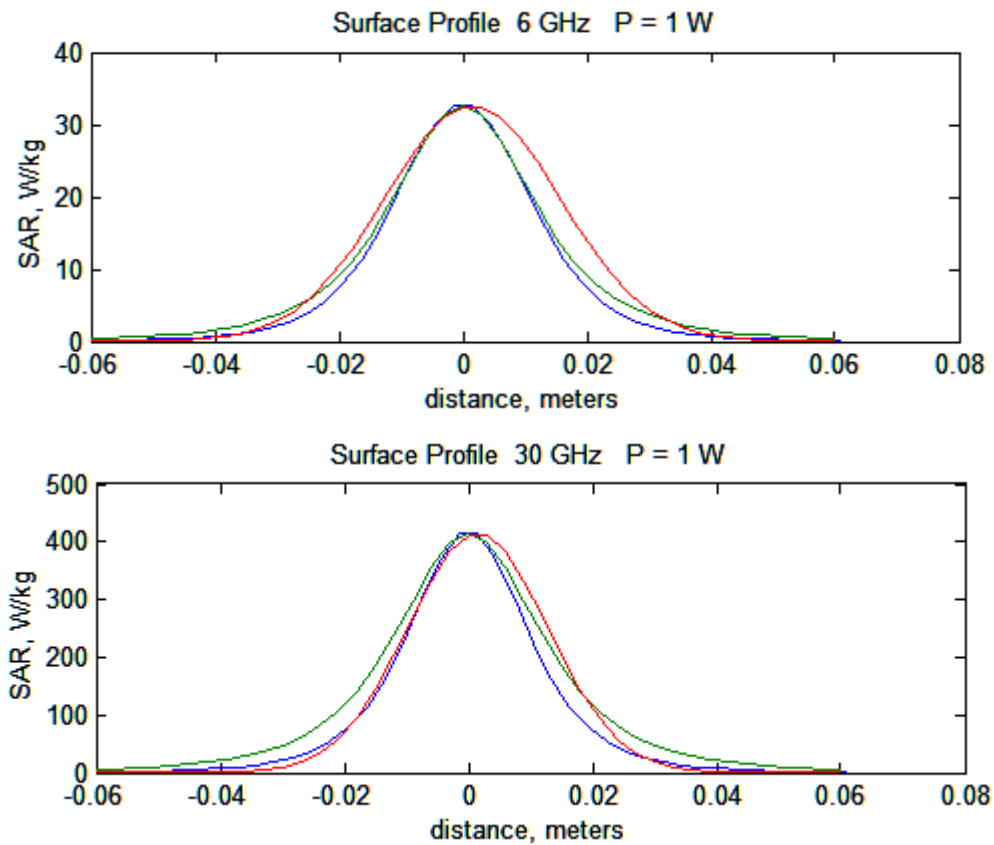 Surface Profile 6 GHz P = 1 W
40
30
20
10
0
SAR, W/kg
-0.06 -0.04 -0.02 0 0.02 0.04 0.06 0.08
distance, meters
Surface Profile 30 GHz P = 1 W
500
400
300
200
100
0
SAR, W/kg
-0.06 -0.04 -0.02 0 0.02 0.04 0.06 0.08
distance, meters